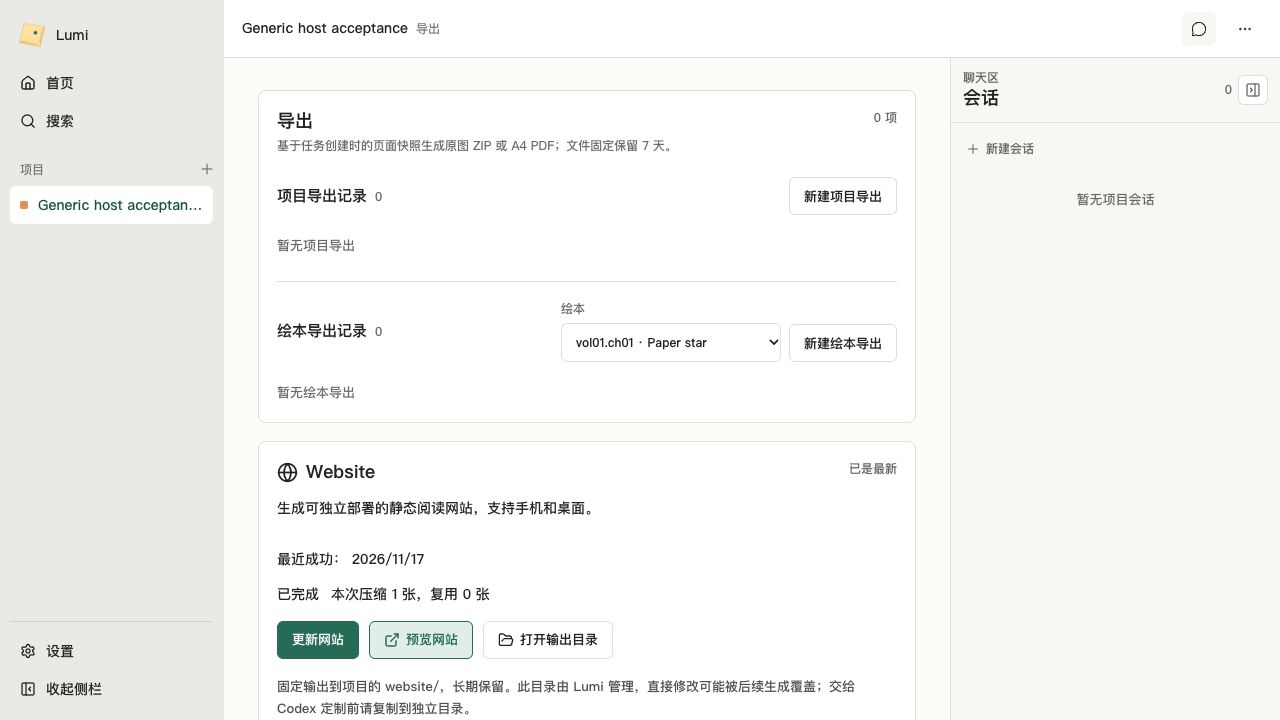 Lumi
首页
搜索
项目
Generic host acceptan...
设置
收起侧栏
Generic host acceptance 导出
导出
0 项
基于任务创建时的页面快照生成原图 ZIP 或 A4 PDF；文件固定保留 7 天。
项目导出记录 0
新建项目导出
暂无项目导出
绘本导出记录 0
绘本
vol01.ch01 · Paper star
新建绘本导出
暂无绘本导出
Website
已是最新
生成可独立部署的静态阅读网站，支持手机和桌面。
最近成功： 2026/11/17
已完成 本次压缩 1 张，复用 0 张
更新网站
预览网站
打开输出目录
固定输出到项目的 website/，长期保留。此目录由 Lumi 管理，直接修改可能被后续生成覆盖；交给
Codex 定制前请复制到独立目录。
聊天区
会话
0
新建会话
暂无项目会话